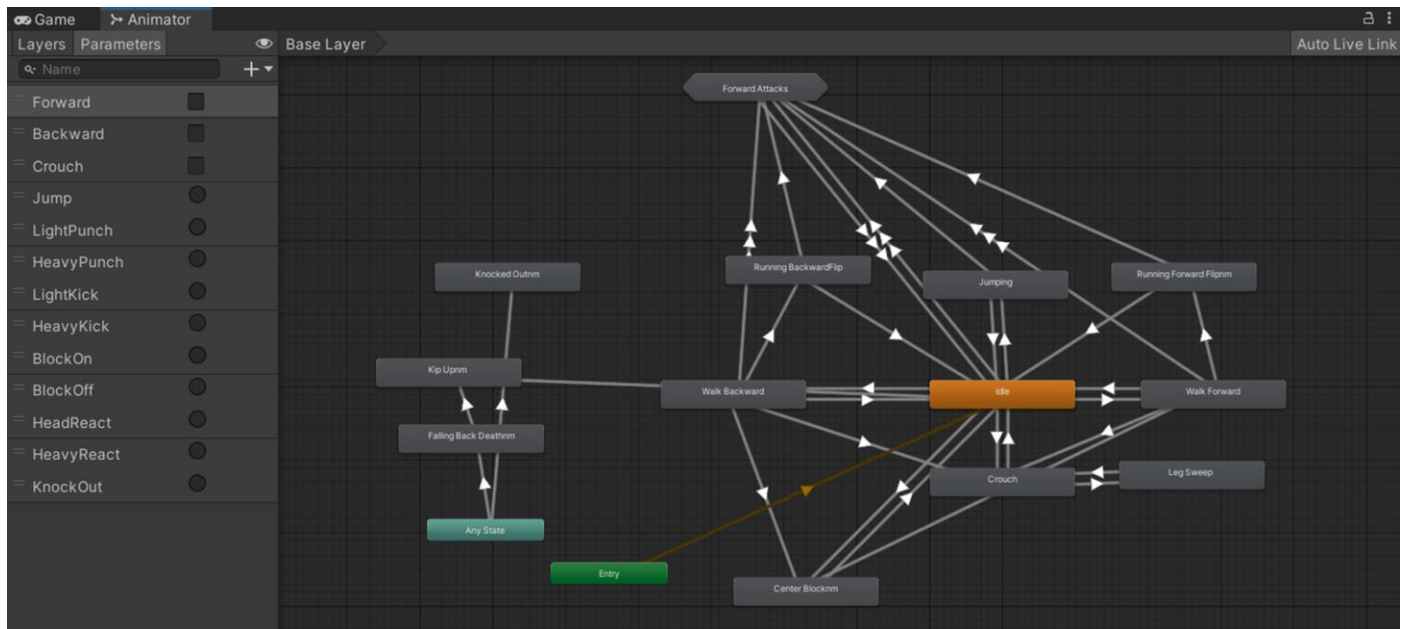 Game Animator
Layers Parameters Base Layer Auto Live Link
Name
Forward
Backward
Crouch
Jump
LightPunch
HeavyPunch
LightKick
HeavyKick
BlockOn
BlockOff
HeadReact
HeavyReact
KnockOut
Forward Attacks
Knocked Outnm
Running BackwardFlip
Jumping
Running Forward Flipnm
Kip Upnm
Walk Backward
Idle
Walk Forward
Falling Back Deathnm
Crouch
Leg Sweep
Any State
Entry
Center Blocknm